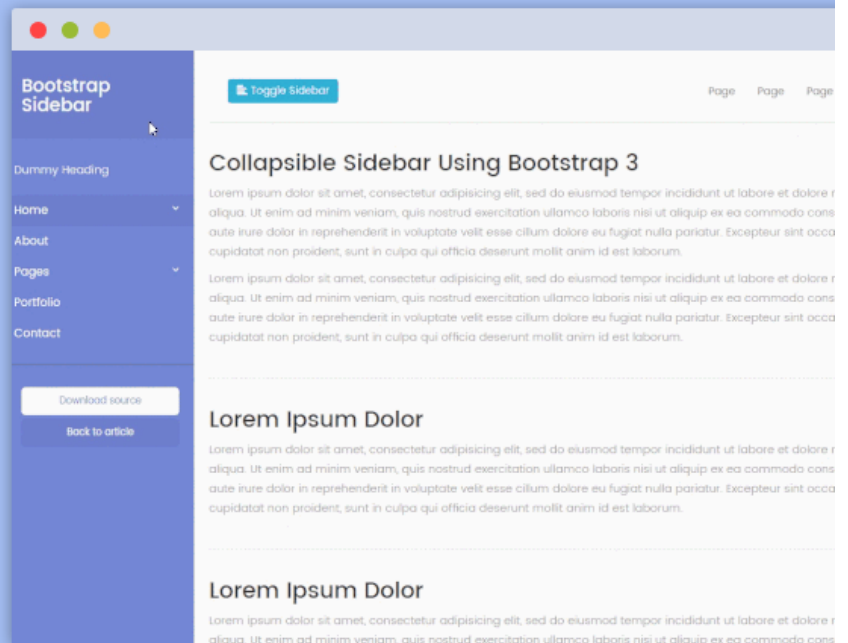 Bootstrap
Sidebar
Dummy Heading
Home
About
Pages
Portfolio
Contact
Download source
Back to article
Toggle Sidebar
Page Page Page
Collapsible Sidebar Using Bootstrap 3
Lorem ipsum dolor sit amet, consectetur adipisicing elit, sed do eiusmod tempor incididunt ut labore et dolore
aliqua. Ut enim ad minim veniam, quis nostrud exercitation ullamco laboris nisi ut aliquip ex ea commodo cons
aute irure dolor in reprehenderit in voluptate velit esse cillum dolore eu fugiat nulla pariatur. Excepteur sint occa
cupidatat non proident, sunt in culpa qui officia deserunt mollit anim id est laborum.
Lorem ipsum dolor sit amet, consectetur adipisicing elit, sed do eiusmod tempor incididunt ut labore et dolore
aliqua. Ut enim ad minim veniam, quis nostrud exercitation ullamco laboris nisi ut aliquip ex ea commodo cons
aute irure dolor in reprehenderit in voluptate velit esse cillum dolore eu fugiat nulla pariatur. Excepteur sint occa
cupidatat non proident, sunt in culpa qui officia deserunt mollit anim id est laborum.
Lorem Ipsum Dolor
Lorem ipsum dolor sit amet, consectetur adipisicing elit, sed do eiusmod tempor incididunt ut labore et dolore
aliqua. Ut enim ad minim veniam, quis nostrud exercitation ullamco laboris nisi ut aliquip ex ea commodo cons
aute irure dolor in reprehenderit in voluptate velit esse cillum dolore eu fugiat nulla pariatur. Excepteur sint occa
cupidatat non proident, sunt in culpa qui officia deserunt mollit anim id est laborum.
Lorem Ipsum Dolor
Lorem ipsum dolor sit amet, consectetur adipisicing elit, sed do eiusmod tempor incididunt ut labore et dolore
aliqua. Ut enim ad minim veniam, quis nostrud exercitation ullamco laboris nisi ut aliquip ex ea commodo cons